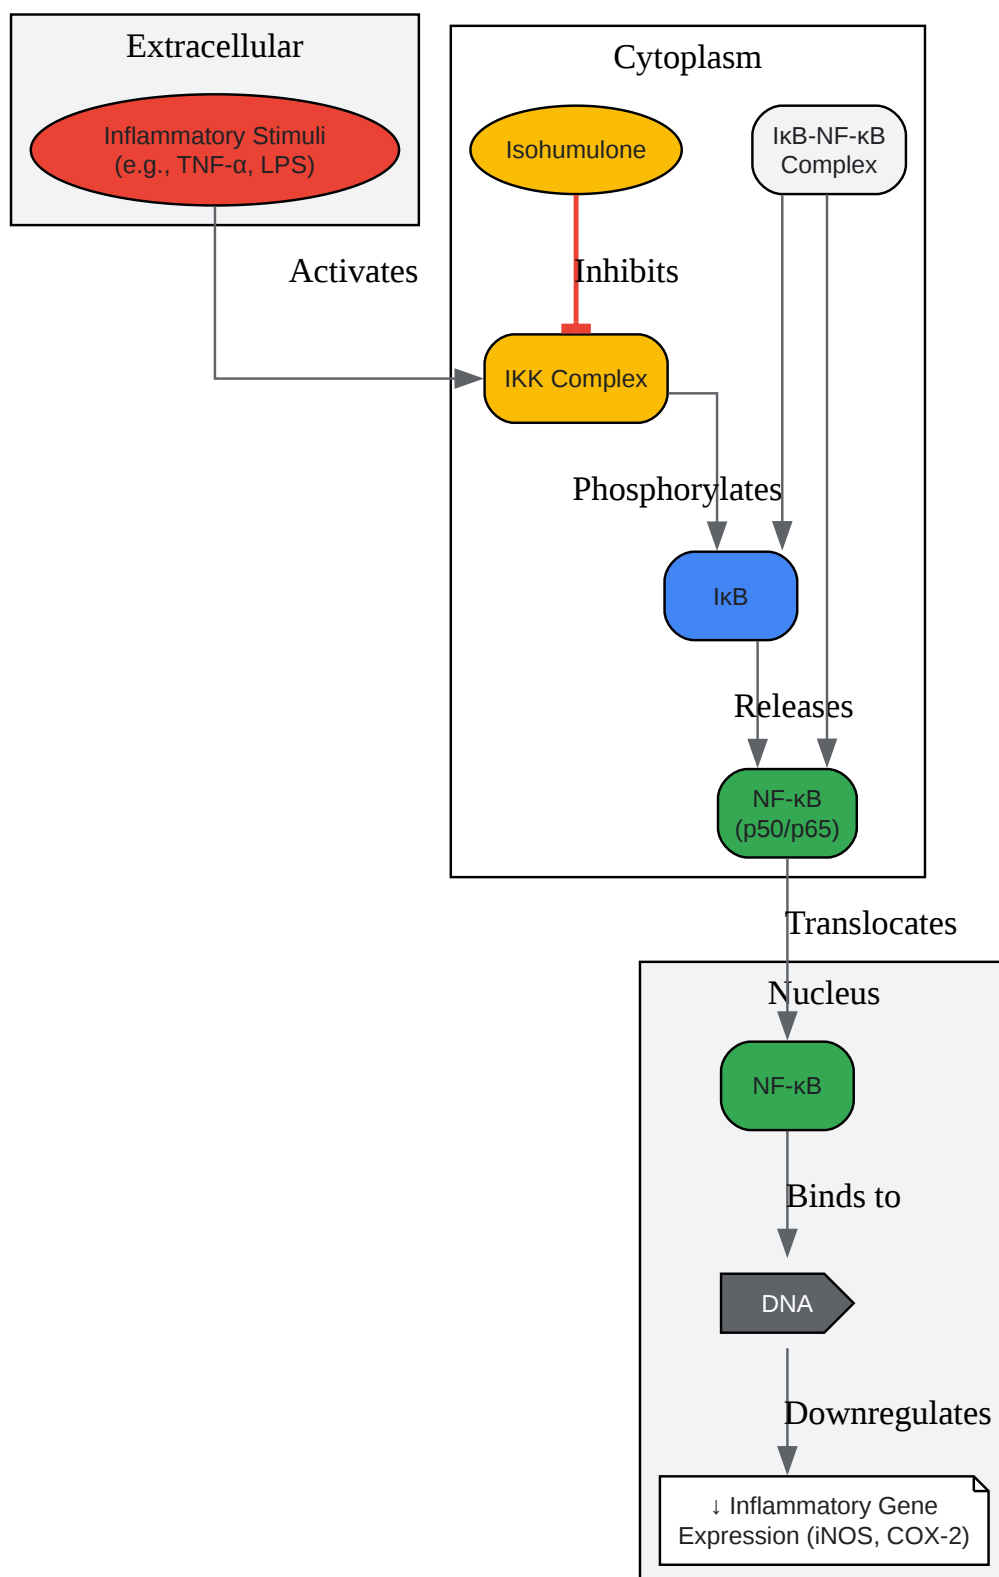 Extracellular
Cytoplasm
Inflammatory Stimuli
(e.g., TNF-α, LPS)
Isohumulone
IκB-NF-κB
Complex
Activates
Inhibits
IKK Complex
Phosphorylates
IκB
Releases
NF-κB
(p50/p65)
Translocates
Nucleus
NF-κB
Binds to
DNA
Downregulates
↓ Inflammatory Gene
Expression (iNOS, COX-2)